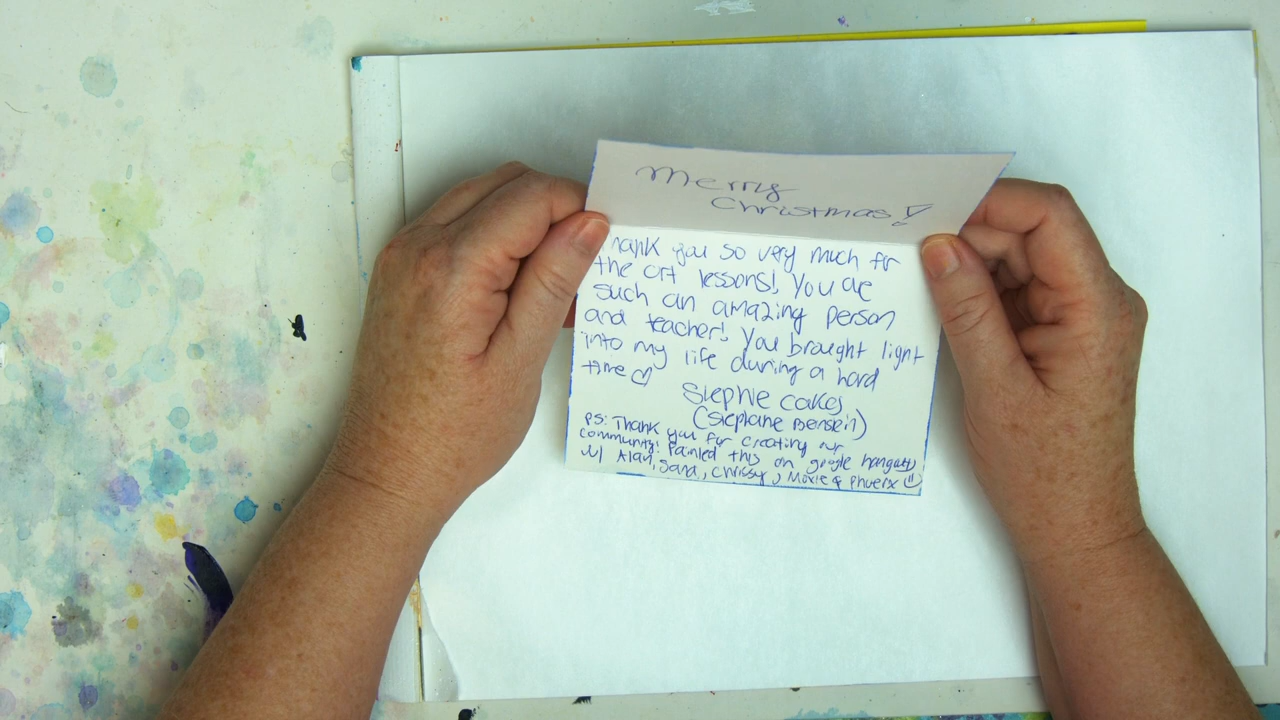 Merry
Christmas!
Thank you so very much for
the art lessons! You are
such an amazing person
and teacher! You brought light
into my life during a hard
time ♡
Stephie cakes
(Stephane Bernstein)
PS: Thank you for creating our
community! Painted this on google hangouts
w/ Alan, Sara, Chrissy, Moxie & Phoenix